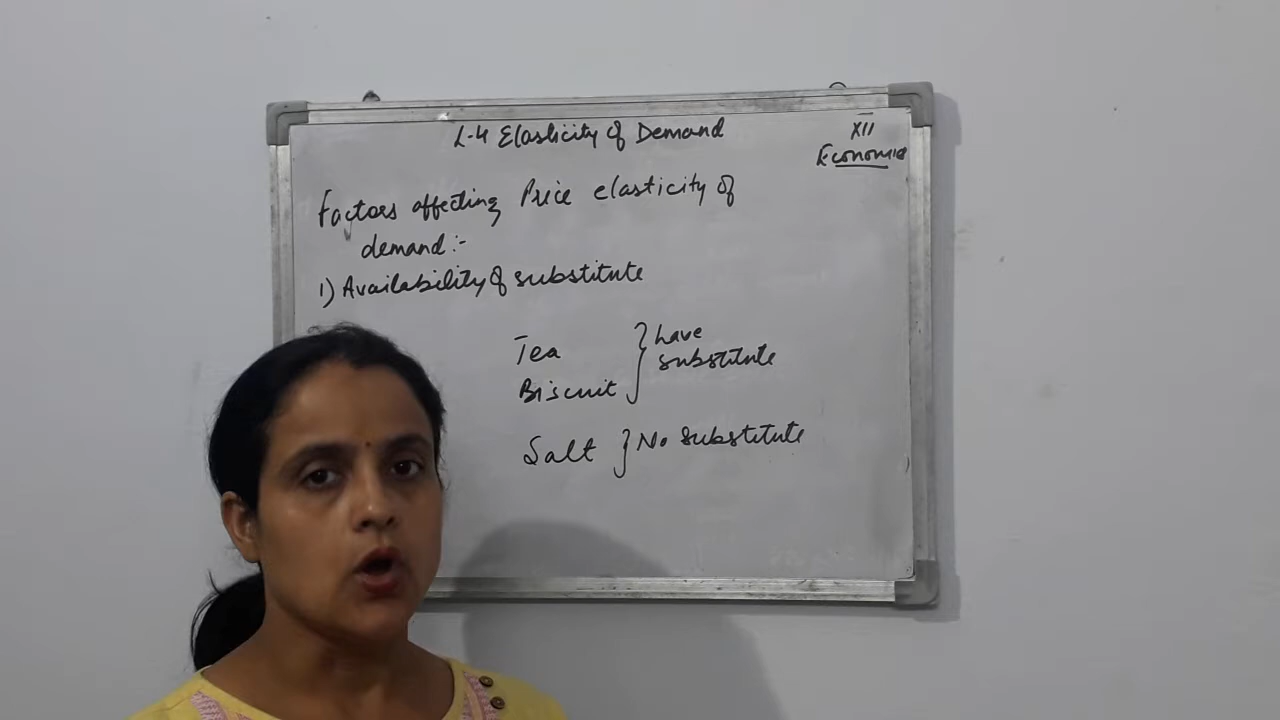 L-4 Elasticity of Demand
XII
Economics
Factors affecting Price elasticity of
demand :-
1) Availability of substitute
Tea
Biscuit
} have
substitute
Salt } No substitute